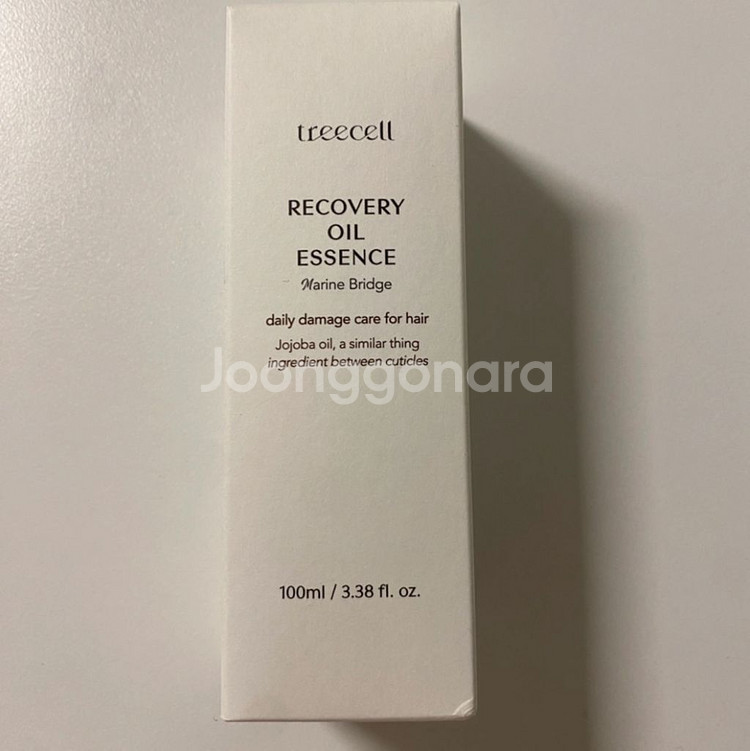 treecell
RECOVERY
OIL
ESSENCE
Marine Bridge
daily damage care for hair
Jojoba oil, a similar thing
ingredient between cuticles
Joonggonara
100ml / 3.38 fl. oz.